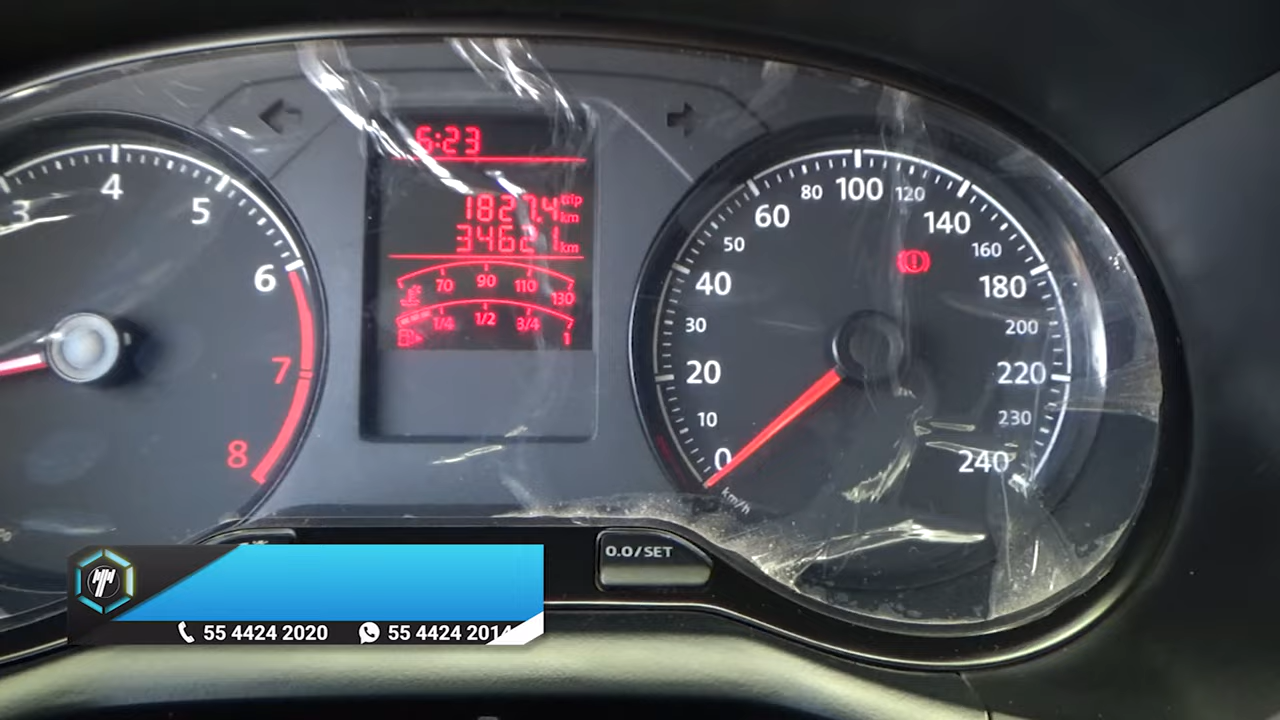 6:23
1827.4 trip km
km
70 90 110 130
1/4 1/2 3/4 1
3 4 5 6 7 8
0 10 20 30 40 50 60 80 100 120 140 160 180 200 220 230 240
km/h
0.0/SET
55 4424 2020 55 4424 2014